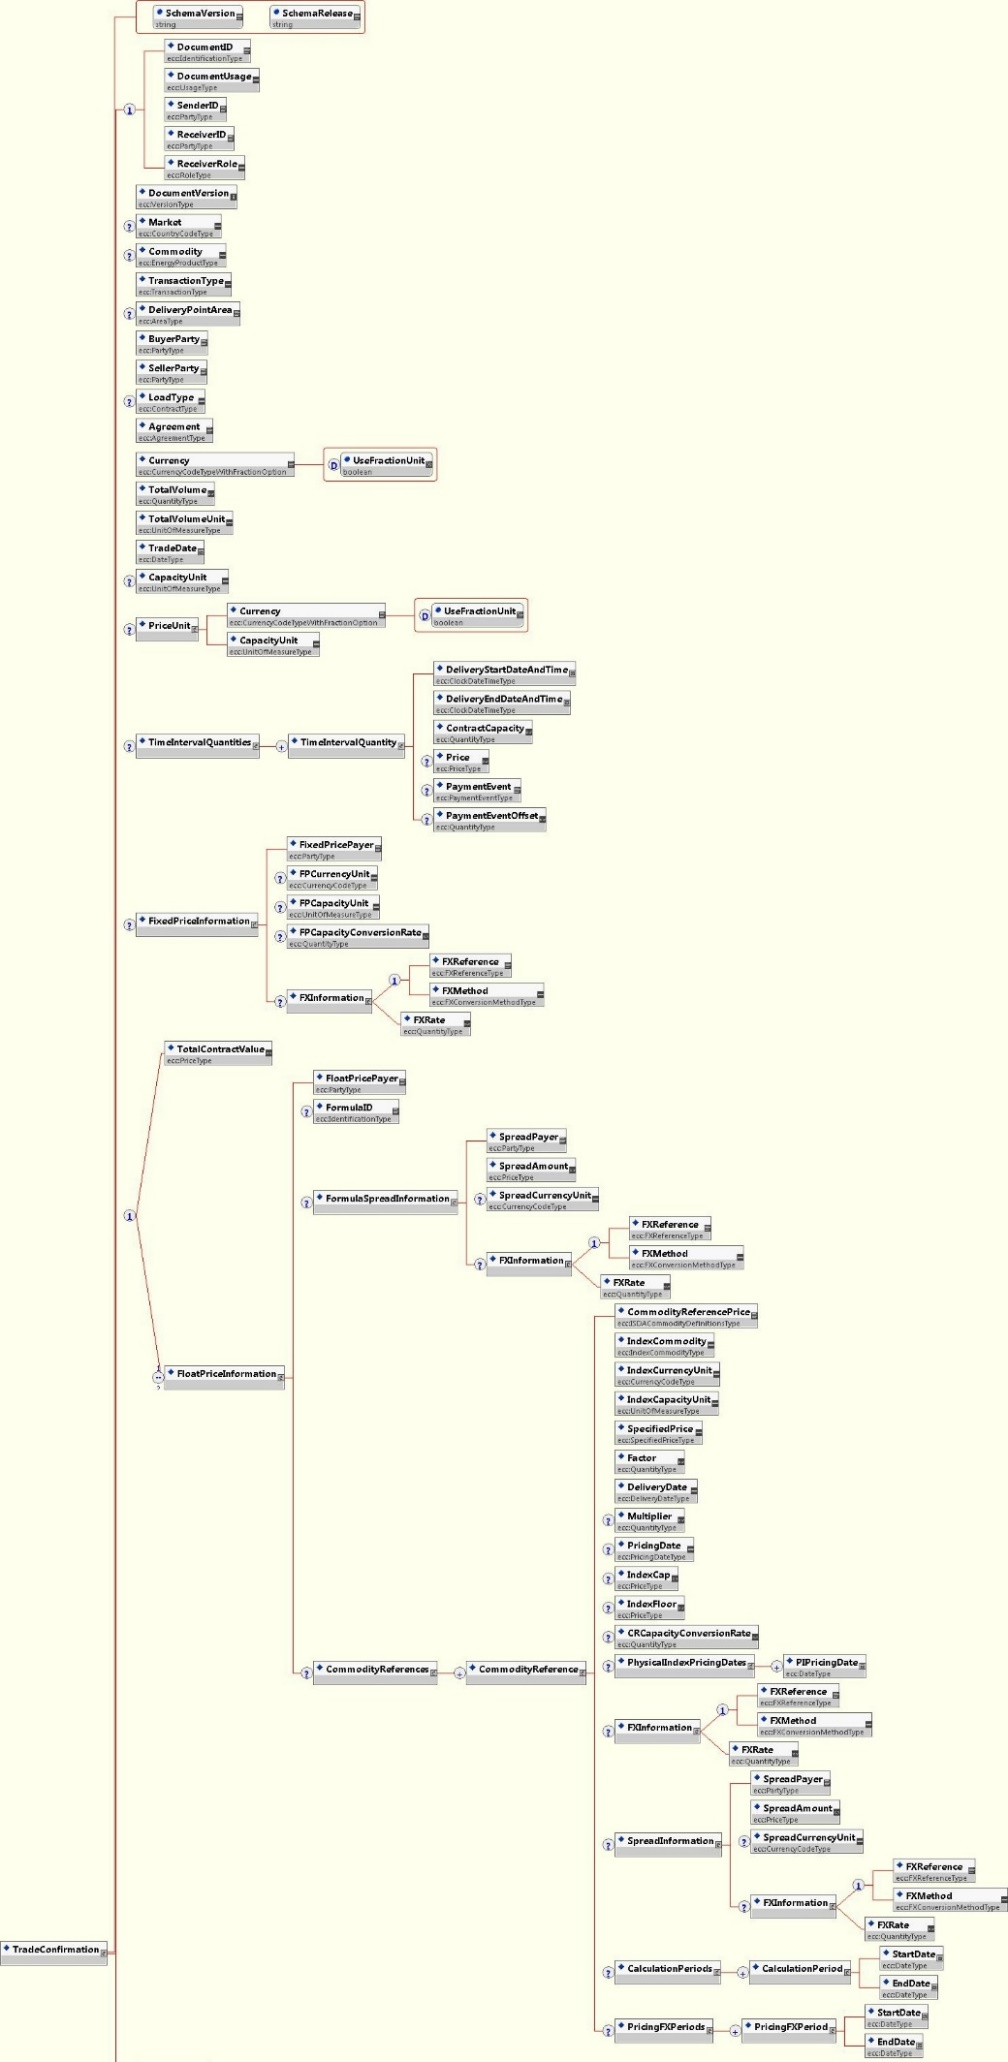 SchemaVersion
string
SchemaRelease
string
DocumentID
ecc:IdentificationType
DocumentUsage
ecc:UsageType
SenderID
ecc:PartyType
1
ReceiverID
ecc:PartyType
ReceiverRole
ecc:RoleType
DocumentVersion
ecc:VersionType
? Market
ecc:CountryCodeType
? Commodity
ecc:EnergyProductType
TransactionType
ecc:TransactionType
? DeliveryPointArea
ecc:AreaType
BuyerParty
ecc:PartyType
SellerParty
ecc:PartyType
? LoadType
ecc:ContractType
Agreement
ecc:AgreementType
Currency
ecc:CurrencyCodeTypeWithFractionOption
D UseFractionUnit
boolean
TotalVolume
ecc:QuantityType
TotalVolumeUnit
ecc:UnitOfMeasureType
TradeDate
ecc:DateType
? CapacityUnit
ecc:UnitOfMeasureType
? PriceUnit
Currency
ecc:CurrencyCodeTypeWithFractionOption
D UseFractionUnit
boolean
CapacityUnit
ecc:UnitOfMeasureType
? TimeIntervalQuantities
+ TimeIntervalQuantity
DeliveryStartDateAndTime
ecc:ClockDateTimeType
DeliveryEndDateAndTime
ecc:ClockDateTimeType
ContractCapacity
ecc:QuantityType
? Price
ecc:PriceType
? PaymentEvent
ecc:PaymentEventType
? PaymentEventOffset
ecc:QuantityType
? FixedPriceInformation
FixedPricePayer
ecc:PartyType
? FPCurrencyUnit
ecc:CurrencyCodeType
? FPCapacityUnit
ecc:UnitOfMeasureType
? FPCapacityConversionRate
ecc:QuantityType
? FXInformation
1
FXReference
ecc:FXReferenceType
FXMethod
ecc:FXConversionMethodType
FXRate
ecc:QuantityType
1
TotalContractValue
ecc:PriceType
1
..
2
FloatPriceInformation
FloatPricePayer
ecc:PartyType
? FormulaID
ecc:IdentificationType
? FormulaSpreadInformation
SpreadPayer
ecc:PartyType
SpreadAmount
ecc:PriceType
? SpreadCurrencyUnit
ecc:CurrencyCodeType
? FXInformation
1
FXReference
ecc:FXReferenceType
FXMethod
ecc:FXConversionMethodType
FXRate
ecc:QuantityType
? CommodityReferences
+ CommodityReference
CommodityReferencePrice
ecc:ISDACommodityDefinitionsType
IndexCommodity
ecc:IndexCommodityType
IndexCurrencyUnit
ecc:CurrencyCodeType
IndexCapacityUnit
ecc:UnitOfMeasureType
SpecifiedPrice
ecc:SpecifiedPriceType
Factor
ecc:QuantityType
DeliveryDate
ecc:DeliveryDateType
? Multiplier
ecc:QuantityType
? PricingDate
ecc:PricingDateType
? IndexCap
ecc:PriceType
? IndexFloor
ecc:PriceType
? CRCapacityConversionRate
ecc:QuantityType
? PhysicalIndexPricingDates
+ PIPricingDate
ecc:DateType
? FXInformation
1
FXReference
ecc:FXReferenceType
FXMethod
ecc:FXConversionMethodType
FXRate
ecc:QuantityType
? SpreadInformation
SpreadPayer
ecc:PartyType
SpreadAmount
ecc:PriceType
? SpreadCurrencyUnit
ecc:CurrencyCodeType
? FXInformation
1
FXReference
ecc:FXReferenceType
FXMethod
ecc:FXConversionMethodType
FXRate
ecc:QuantityType
TradeConfirmation
? CalculationPeriods
+ CalculationPeriod
StartDate
ecc:DateType
EndDate
ecc:DateType
? PricingFXPeriods
+ PricingFXPeriod
StartDate
ecc:DateType
EndDate
ecc:DateType